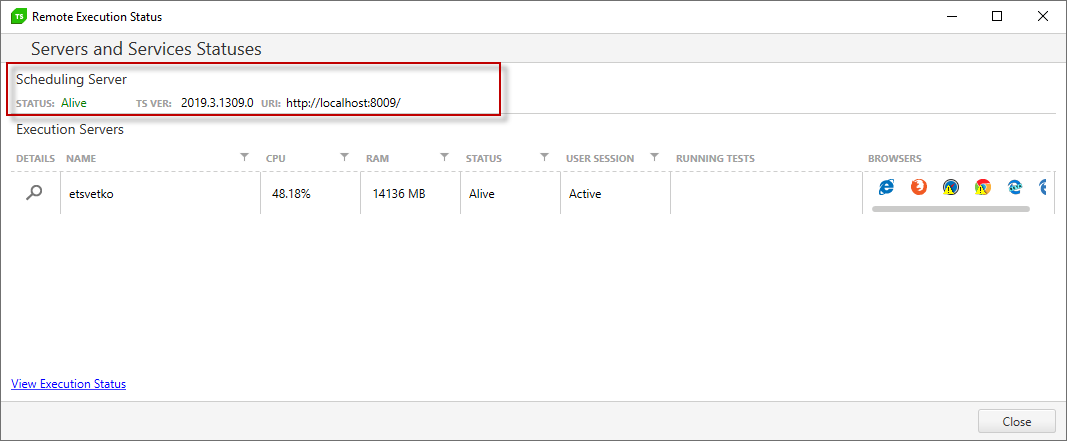 TS Remote Execution Status
Servers and Services Statuses
Scheduling Server
STATUS: Alive TS VER: 2019.3.1309.0 URI: http://localhost:8009/
Execution Servers
DETAILS NAME CPU RAM STATUS USER SESSION RUNNING TESTS BROWSERS
etsvetko 48.18% 14136 MB Alive Active
View Execution Status
Close